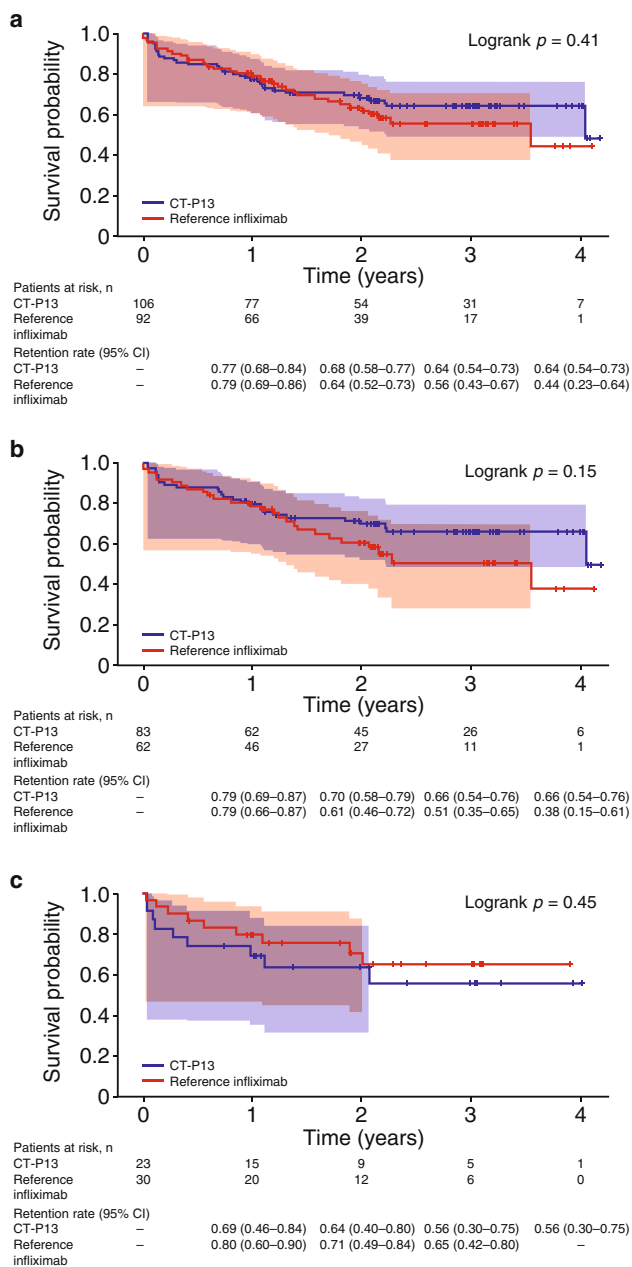 a
Logrank p = 0.41
Survival probability
1.0
0.8
0.6
0.4
0.2
0
CT-P13
Reference infliximab
0 1 2 3 4
Time (years)
Patients at risk, n
CT-P13 106 77 54 31 7
Reference 92 66 39 17 1
infliximab
Retention rate (95% CI)
CT-P13 – 0.77 (0.68–0.84) 0.68 (0.58–0.77) 0.64 (0.54–0.73) 0.64 (0.54–0.73)
Reference – 0.79 (0.69–0.86) 0.64 (0.52–0.73) 0.56 (0.43–0.67) 0.44 (0.23–0.64)
infliximab
b
Logrank p = 0.15
Survival probability
1.0
0.8
0.6
0.4
0.2
0
CT-P13
Reference infliximab
0 1 2 3 4
Time (years)
Patients at risk, n
CT-P13 83 62 45 26 6
Reference 62 46 27 11 1
infliximab
Retention rate (95% CI)
CT-P13 – 0.79 (0.69–0.87) 0.70 (0.58–0.79) 0.66 (0.54–0.76) 0.66 (0.54–0.76)
Reference – 0.79 (0.66–0.87) 0.61 (0.46–0.72) 0.51 (0.35–0.65) 0.38 (0.15–0.61)
infliximab
c
Logrank p = 0.45
Survival probability
1.0
0.8
0.6
0.4
0.2
0
CT-P13
Reference infliximab
0 1 2 3 4
Time (years)
Patients at risk, n
CT-P13 23 15 9 5 1
Reference 30 20 12 6 0
infliximab
Retention rate (95% CI)
CT-P13 – 0.69 (0.46–0.84) 0.64 (0.40–0.80) 0.56 (0.30–0.75) 0.56 (0.30–0.75)
Reference – 0.80 (0.60–0.90) 0.71 (0.49–0.84) 0.65 (0.42–0.80) –
infliximab